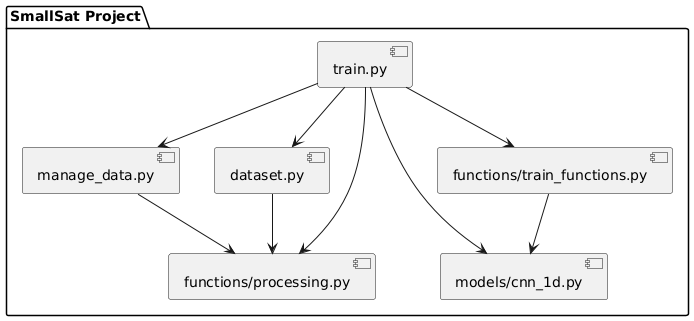 SmallSat Project
train.py
manage_data.py
dataset.py
functions/train_functions.py
functions/processing.py
models/cnn_1d.py